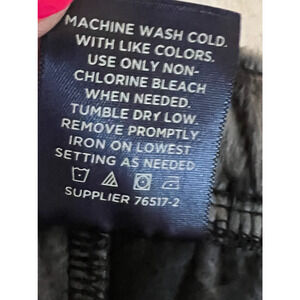 MACHINE WASH COLD.
WITH LIKE COLORS.
USE ONLY NON-
CHLORINE BLEACH
WHEN NEEDED.
TUMBLE DRY LOW.
REMOVE PROMPTLY.
IRON ON LOWEST
SETTING AS NEEDED.
SUPPLIER 76517-2